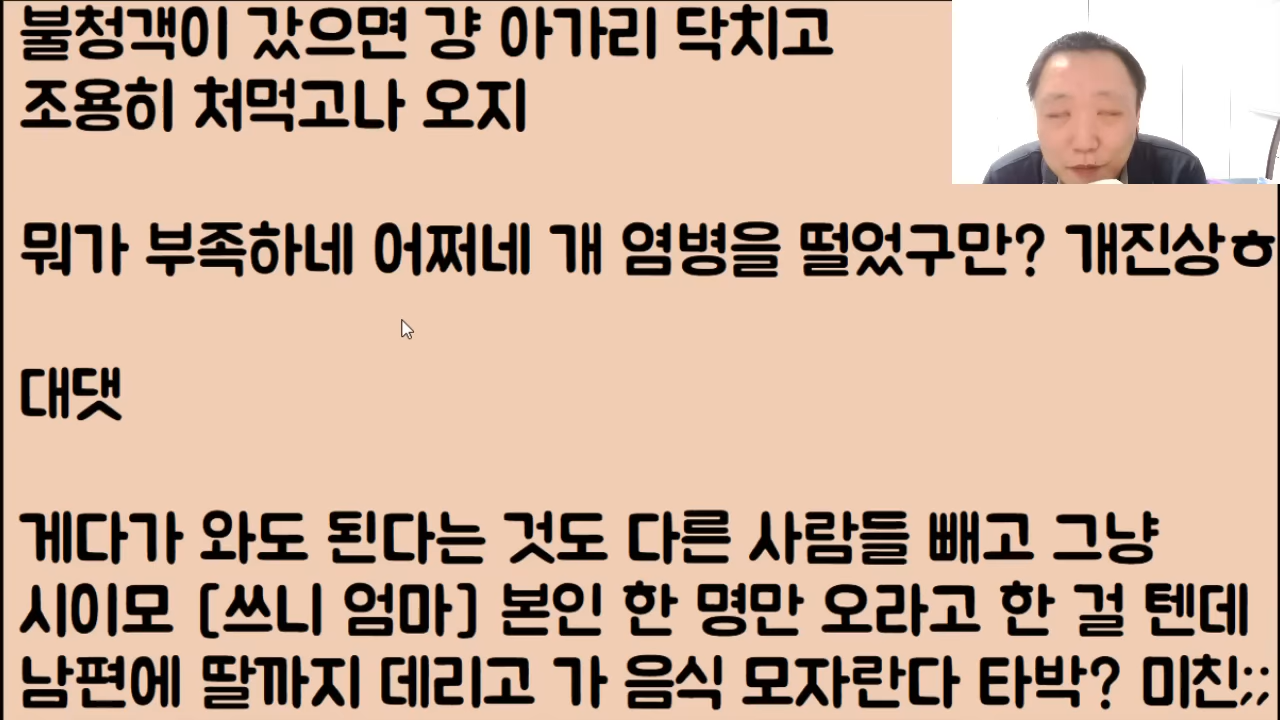 불청객이 갔으면 걍 아가리 닥치고
조용히 처먹고나 오지
뭐가 부족하네 어쩌네 개 염병을 떨었구만? 개진상ㅎ
대댓
게다가 와도 된다는 것도 다른 사람들 빼고 그냥
시이모 [쓰니 엄마] 본인 한 명만 오라고 한 걸 텐데
남편에 딸까지 데리고 가 음식 모자란다 타박? 미친;;